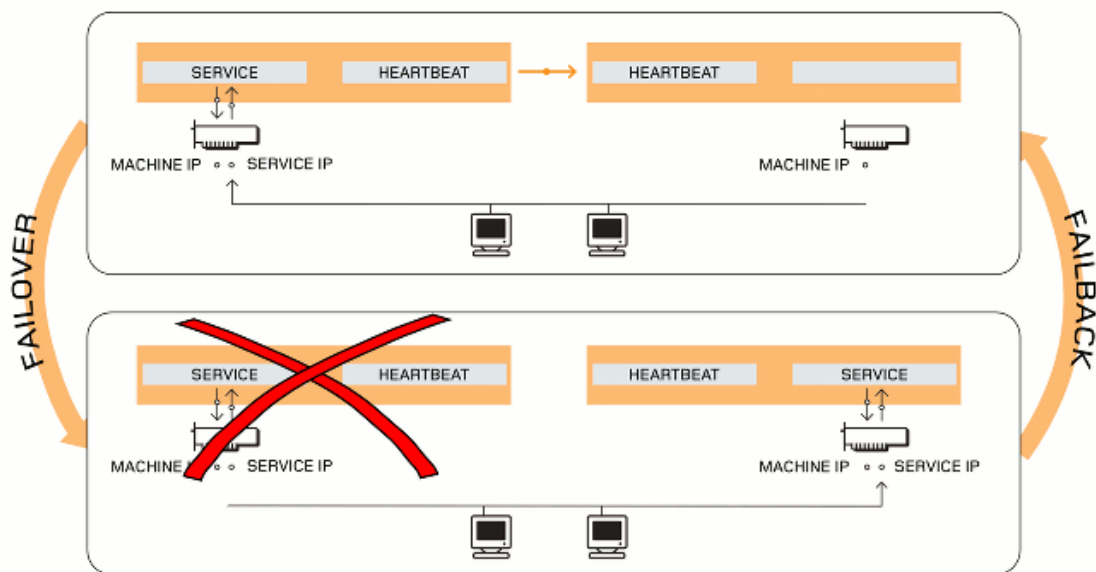 SERVICE HEARTBEAT HEARTBEAT
MACHINE IP SERVICE IP MACHINE IP
FAILOVER
FAILBACK
SERVICE HEARTBEAT HEARTBEAT SERVICE
MACHINE I SERVICE IP MACHINE IP SERVICE IP